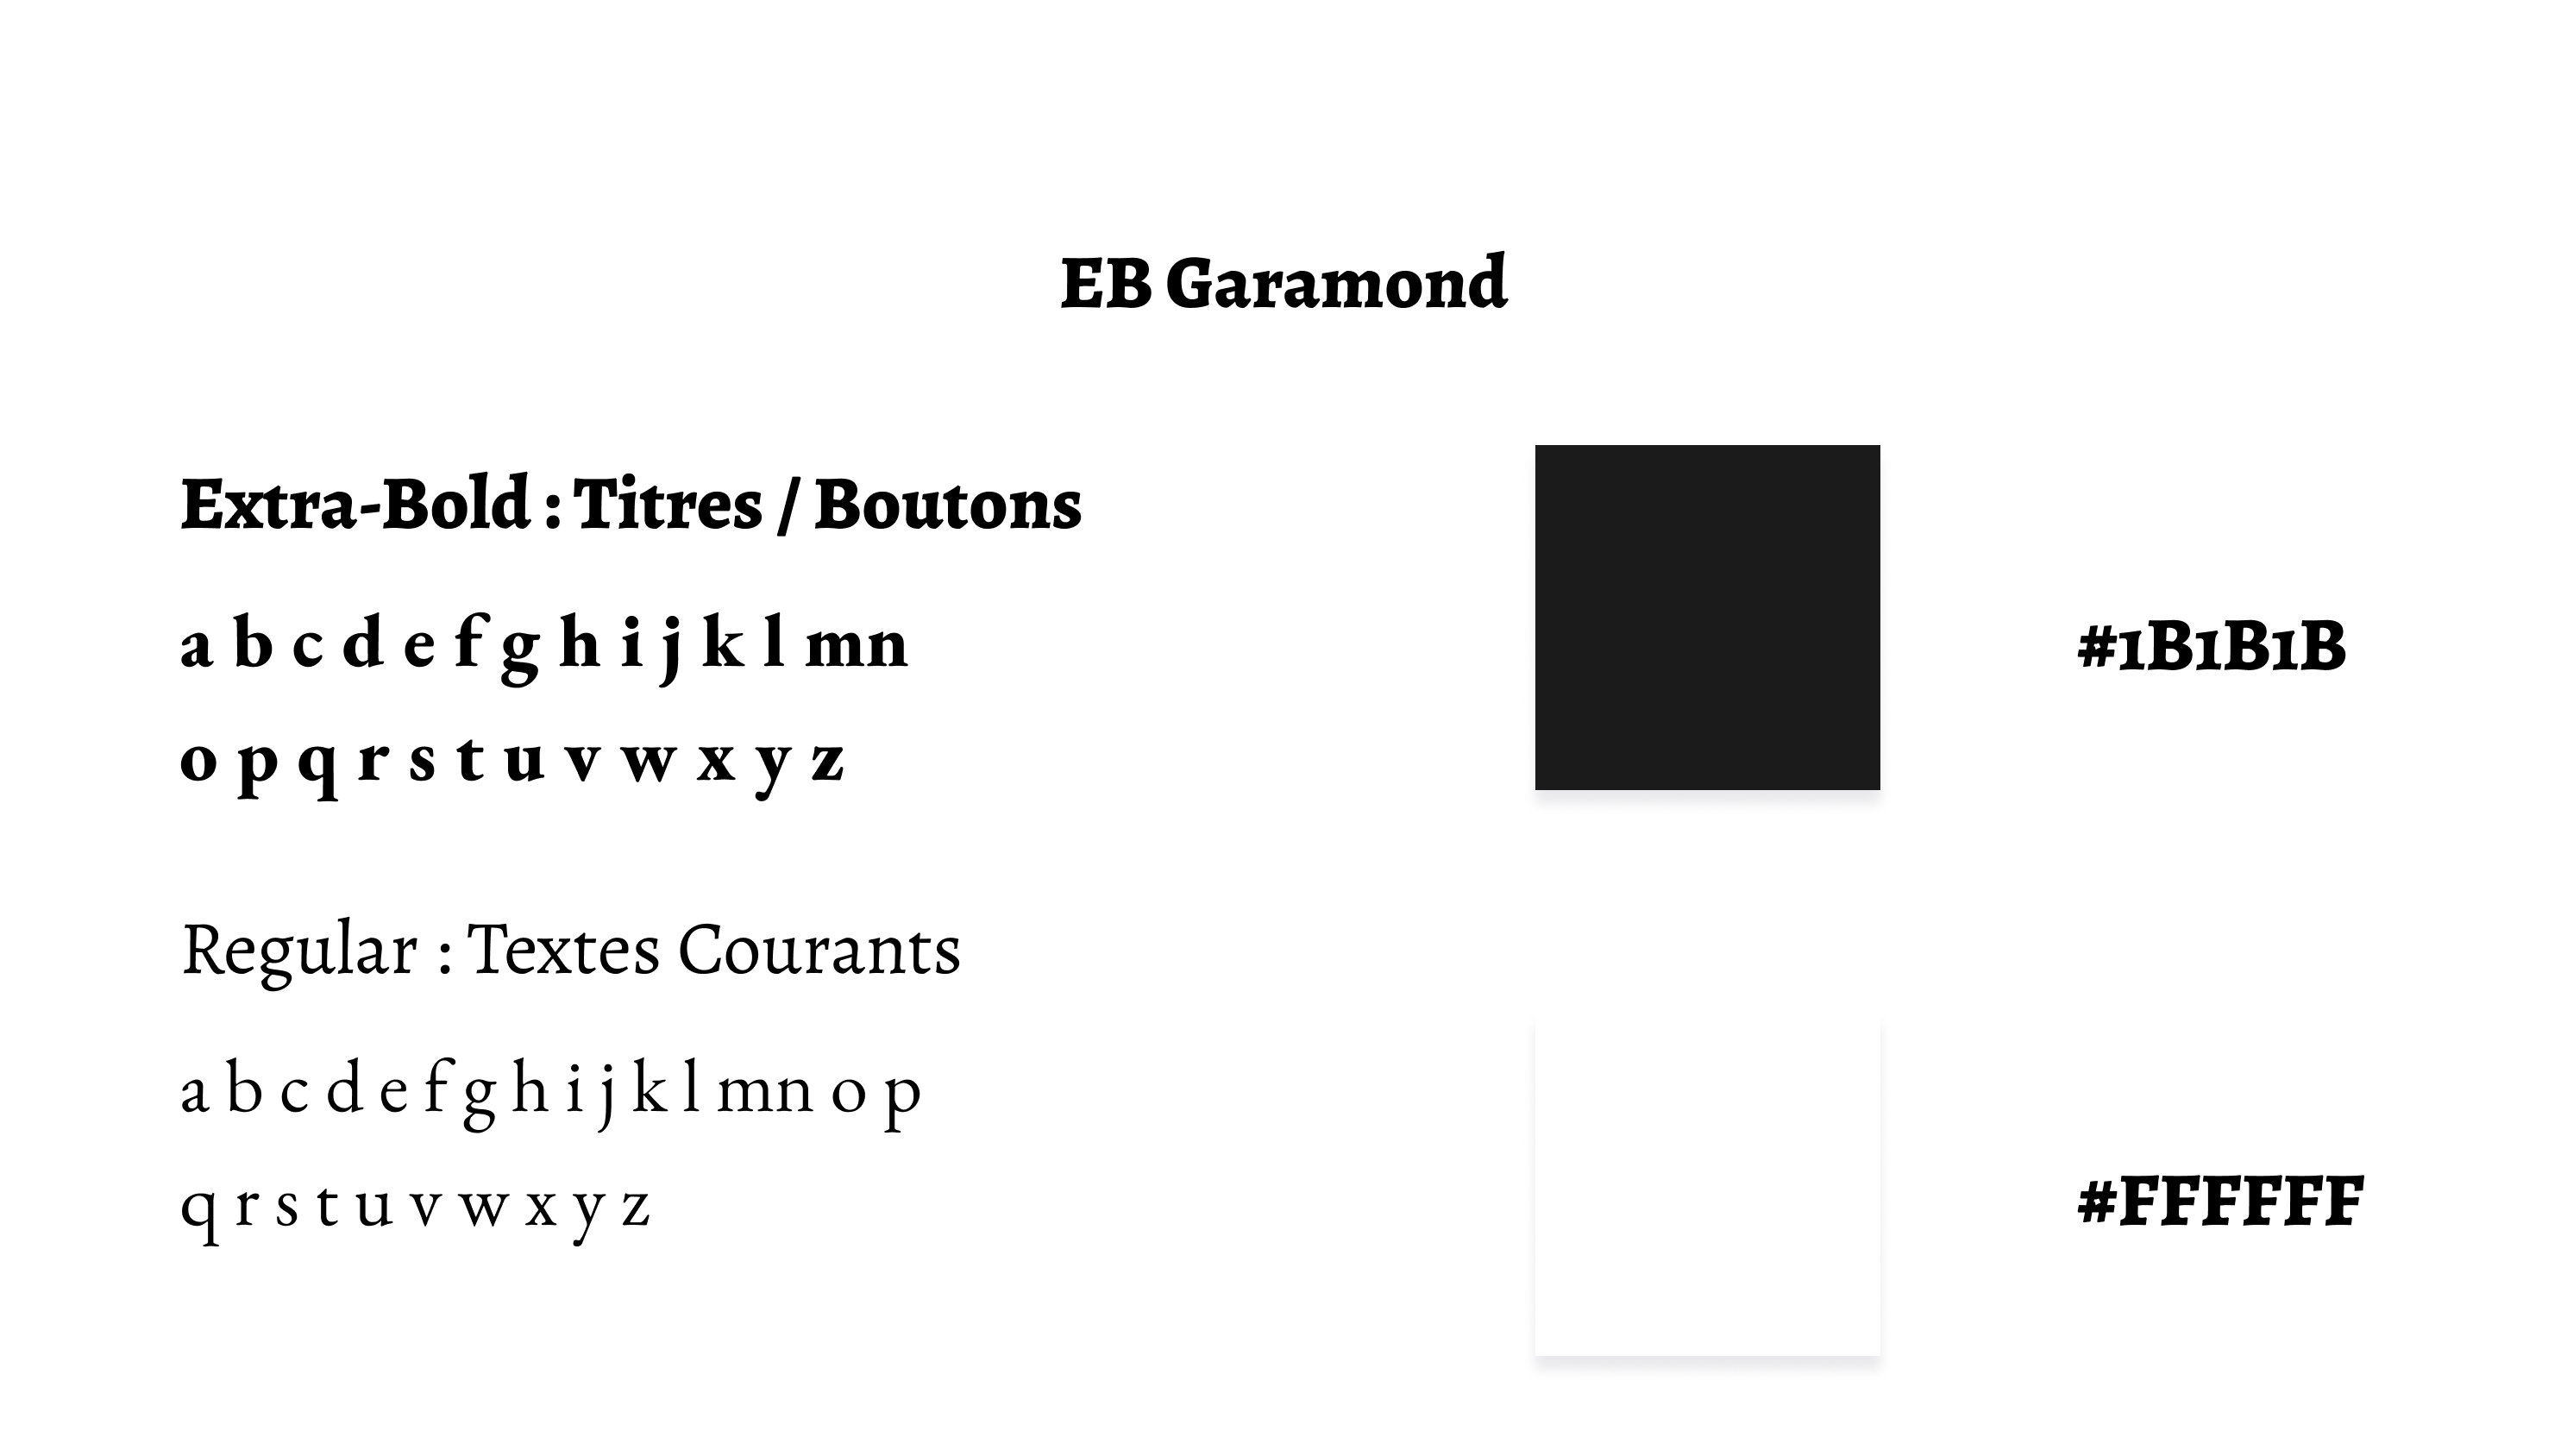 EB Garamond
Extra-Bold : Titres / Boutons
a b c d e f g h i j k l mn
o p q r s t u v w x y z
#1B1B1B
Regular : Textes Courants
a b c d e f g h i j k l mn o p
q r s t u v w x y z
#FFFFFF